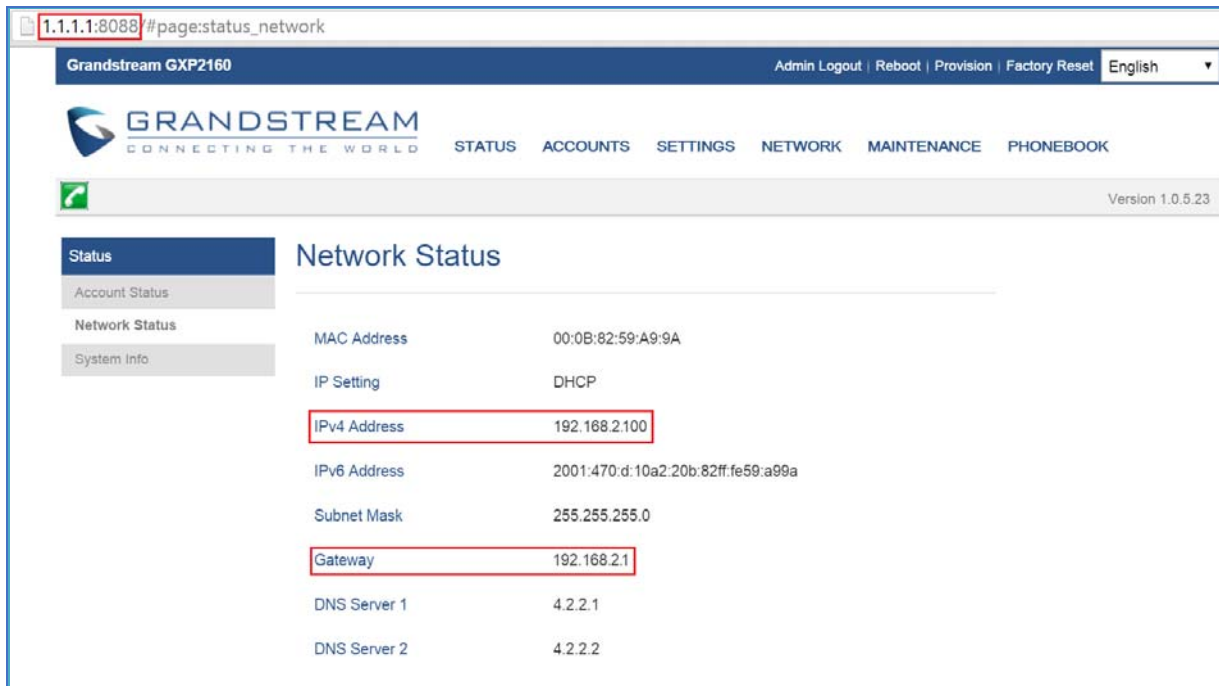 1.1.1.1:8088/#page:status_network
Grandstream GXP2160 Admin Logout | Reboot | Provision | Factory Reset English
GRANDSTREAM
CONNECTING THE WORLD
STATUS ACCOUNTS SETTINGS NETWORK MAINTENANCE PHONEBOOK
Version 1.0.5.23
Status
Account Status
Network Status
System Info
Network Status
MAC Address 00:0B:82:59:A9:9A
IP Setting DHCP
IPv4 Address 192.168.2.100
IPv6 Address 2001:470:d:10a2:20b:82ff:fe59:a99a
Subnet Mask 255.255.255.0
Gateway 192.168.2.1
DNS Server 1 4.2.2.1
DNS Server 2 4.2.2.2